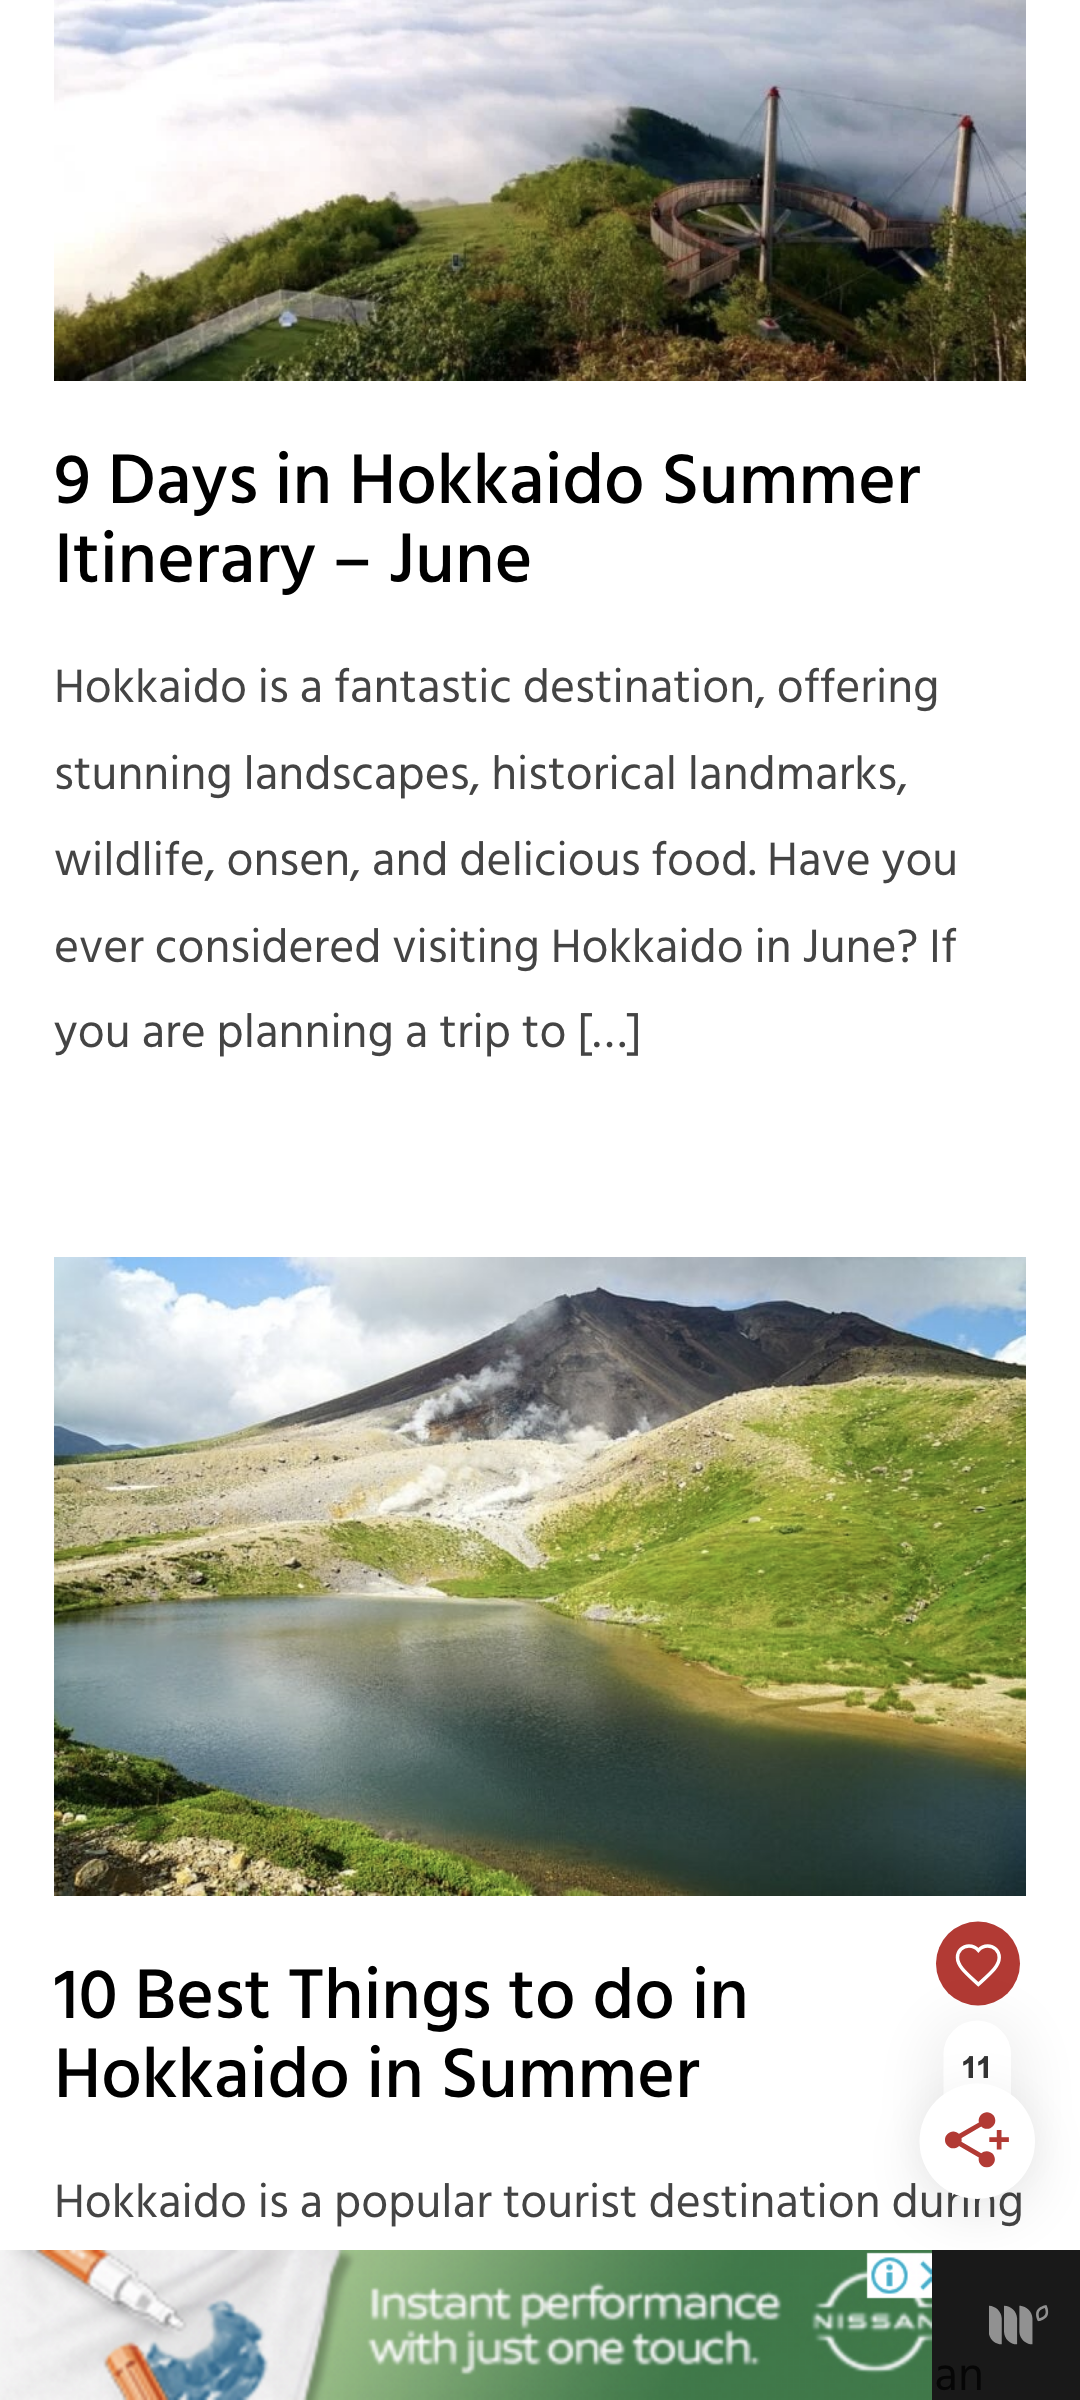 9 Days in Hokkaido Summer
Itinerary – June
Hokkaido is a fantastic destination, offering
stunning landscapes, historical landmarks,
wildlife, onsen, and delicious food. Have you
ever considered visiting Hokkaido in June? If
you are planning a trip to […]
10 Best Things to do in
Hokkaido in Summer
11
Hokkaido is a popular tourist destination during
Instant performance
with just one touch.
NISSAN
an